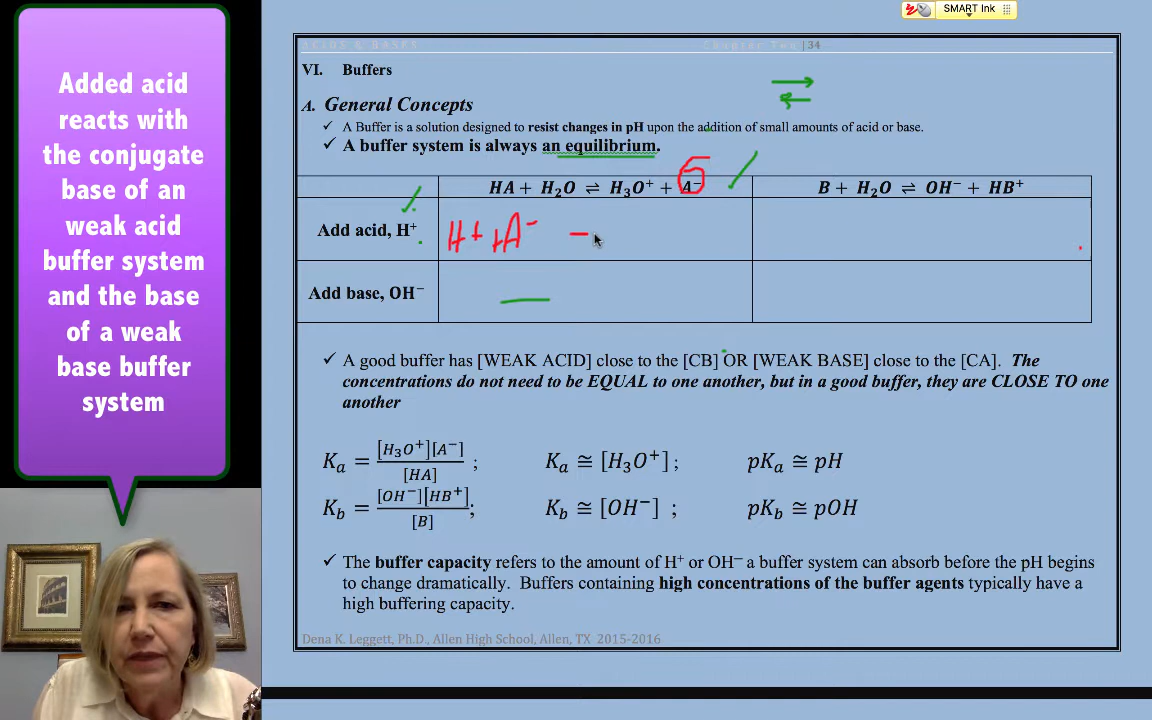 SMART Ink
Added acid
reacts with
the conjugate
base of an
weak acid
buffer system
and the base
of a weak
base buffer
system
ACIDS & BASES Chapter Two | 34
VI. Buffers
A. General Concepts
✓ A Buffer is a solution designed to resist changes in pH upon the addition of small amounts of acid or base.
✓ A buffer system is always an equilibrium.
HA + H₂O ⇌ H₃O⁺ + A⁻ B + H₂O ⇌ OH⁻ + HB⁺
Add acid, H⁺ H+ + A⁻ –
Add base, OH⁻
✓ A good buffer has [WEAK ACID] close to the [CB] OR [WEAK BASE] close to the [CA]. The
concentrations do not need to be EQUAL to one another, but in a good buffer, they are CLOSE TO one
another
Kₐ = [H₃O⁺][A⁻] / [HA] ; Kₐ ≅ [H₃O⁺] ; pKₐ ≅ pH
K_b = [OH⁻][HB⁺] / [B] ; K_b ≅ [OH⁻] ; pK_b ≅ pOH
✓ The buffer capacity refers to the amount of H⁺ or OH⁻ a buffer system can absorb before the pH begins
to change dramatically. Buffers containing high concentrations of the buffer agents typically have a
high buffering capacity.
Dena K. Leggett, Ph.D., Allen High School, Allen, TX 2015-2016